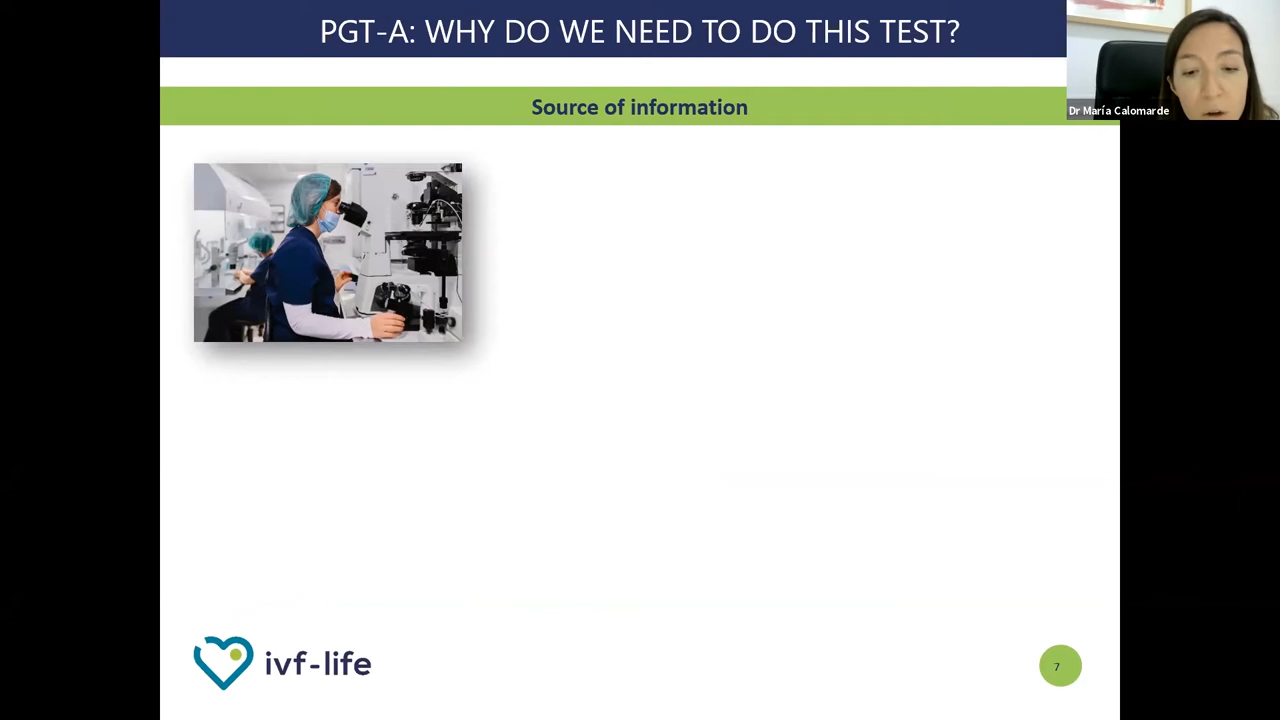 PGT-A: WHY DO WE NEED TO DO THIS TEST?
Dr María Calomarde
Source of information
ivf-life
7